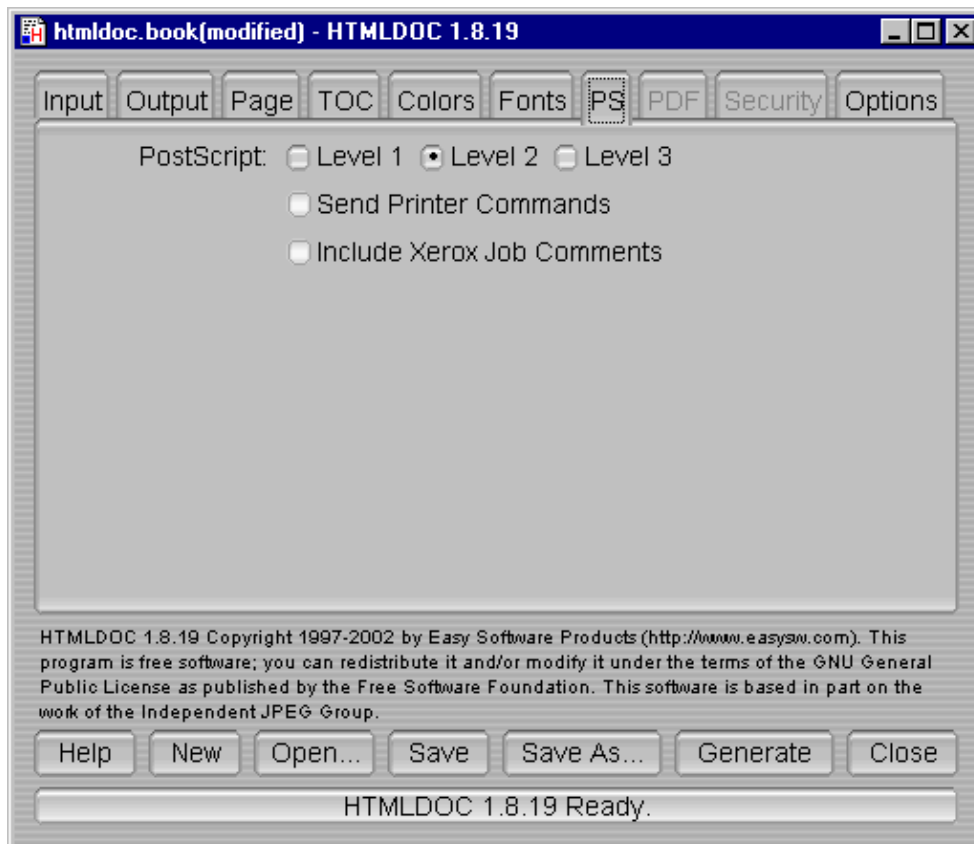 htmldoc.book(modified) - HTMLDOC 1.8.19
Input Output Page TOC Colors Fonts PS PDF Security Options
PostScript: Level 1 Level 2 Level 3
Send Printer Commands
Include Xerox Job Comments
HTMLDOC 1.8.19 Copyright 1997-2002 by Easy Software Products (http://www.easysw.com). This
program is free software; you can redistribute it and/or modify it under the terms of the GNU General
Public License as published by the Free Software Foundation. This software is based in part on the
work of the Independent JPEG Group.
Help New Open... Save Save As... Generate Close
HTMLDOC 1.8.19 Ready.